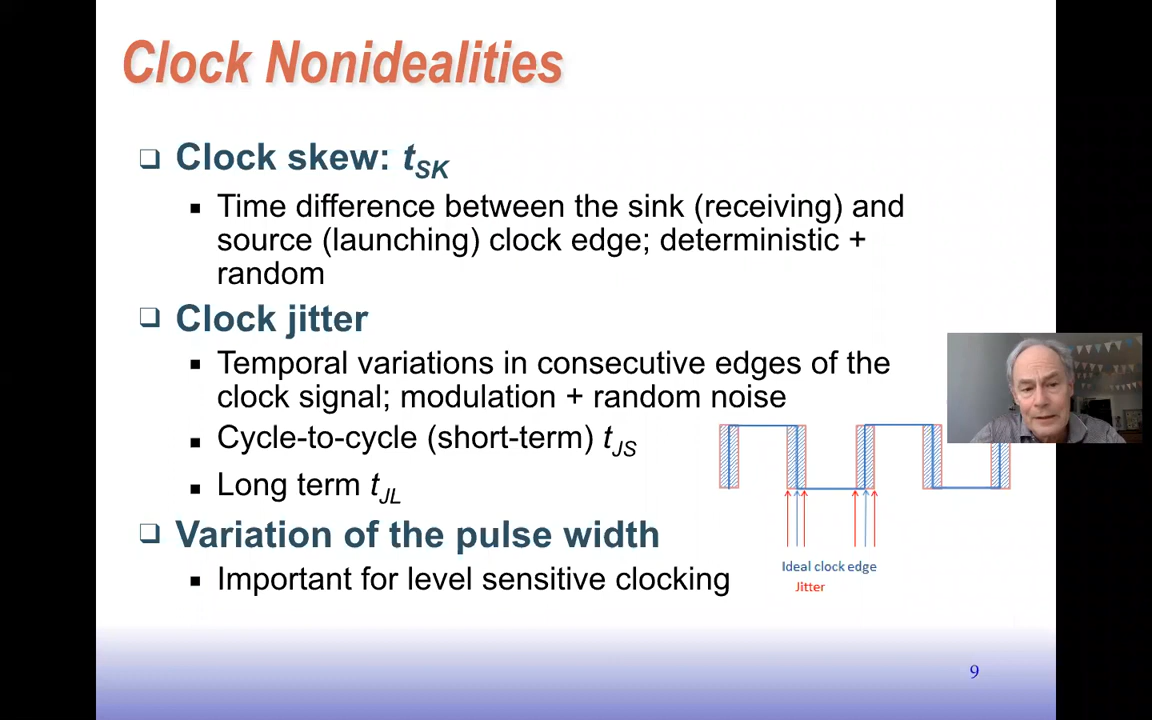 Clock Nonidealities
❑ Clock skew: tSK
▪ Time difference between the sink (receiving) and
source (launching) clock edge; deterministic +
random
❑ Clock jitter
▪ Temporal variations in consecutive edges of the
clock signal; modulation + random noise
▪ Cycle-to-cycle (short-term) tJS
▪ Long term tJL
❑ Variation of the pulse width
▪ Important for level sensitive clocking
Ideal clock edge
Jitter
9